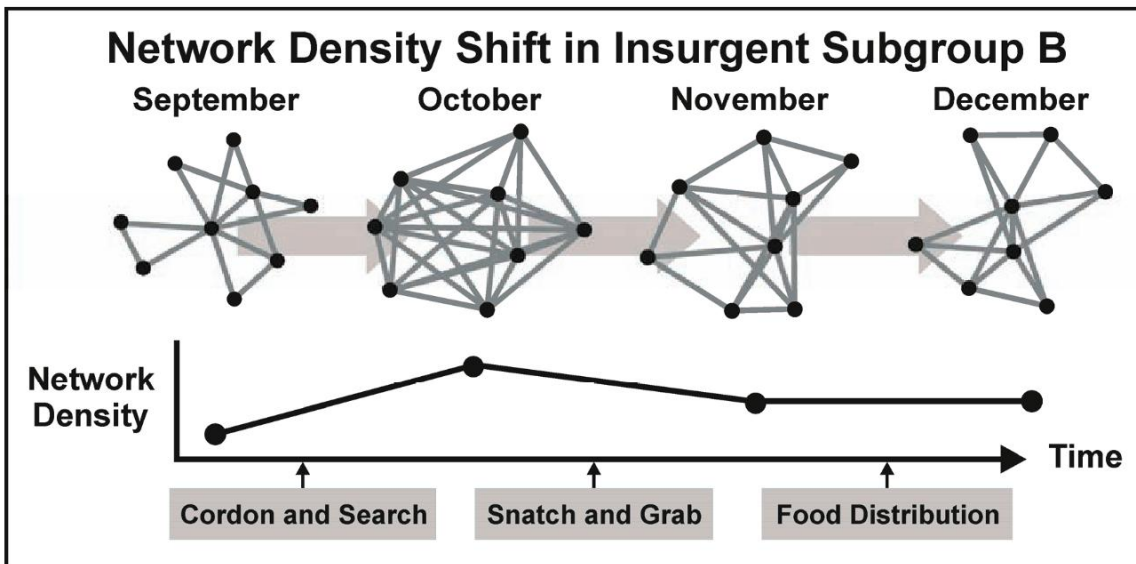 Network Density Shift in Insurgent Subgroup B
September October November December
Network
Density
Time
Cordon and Search Snatch and Grab Food Distribution